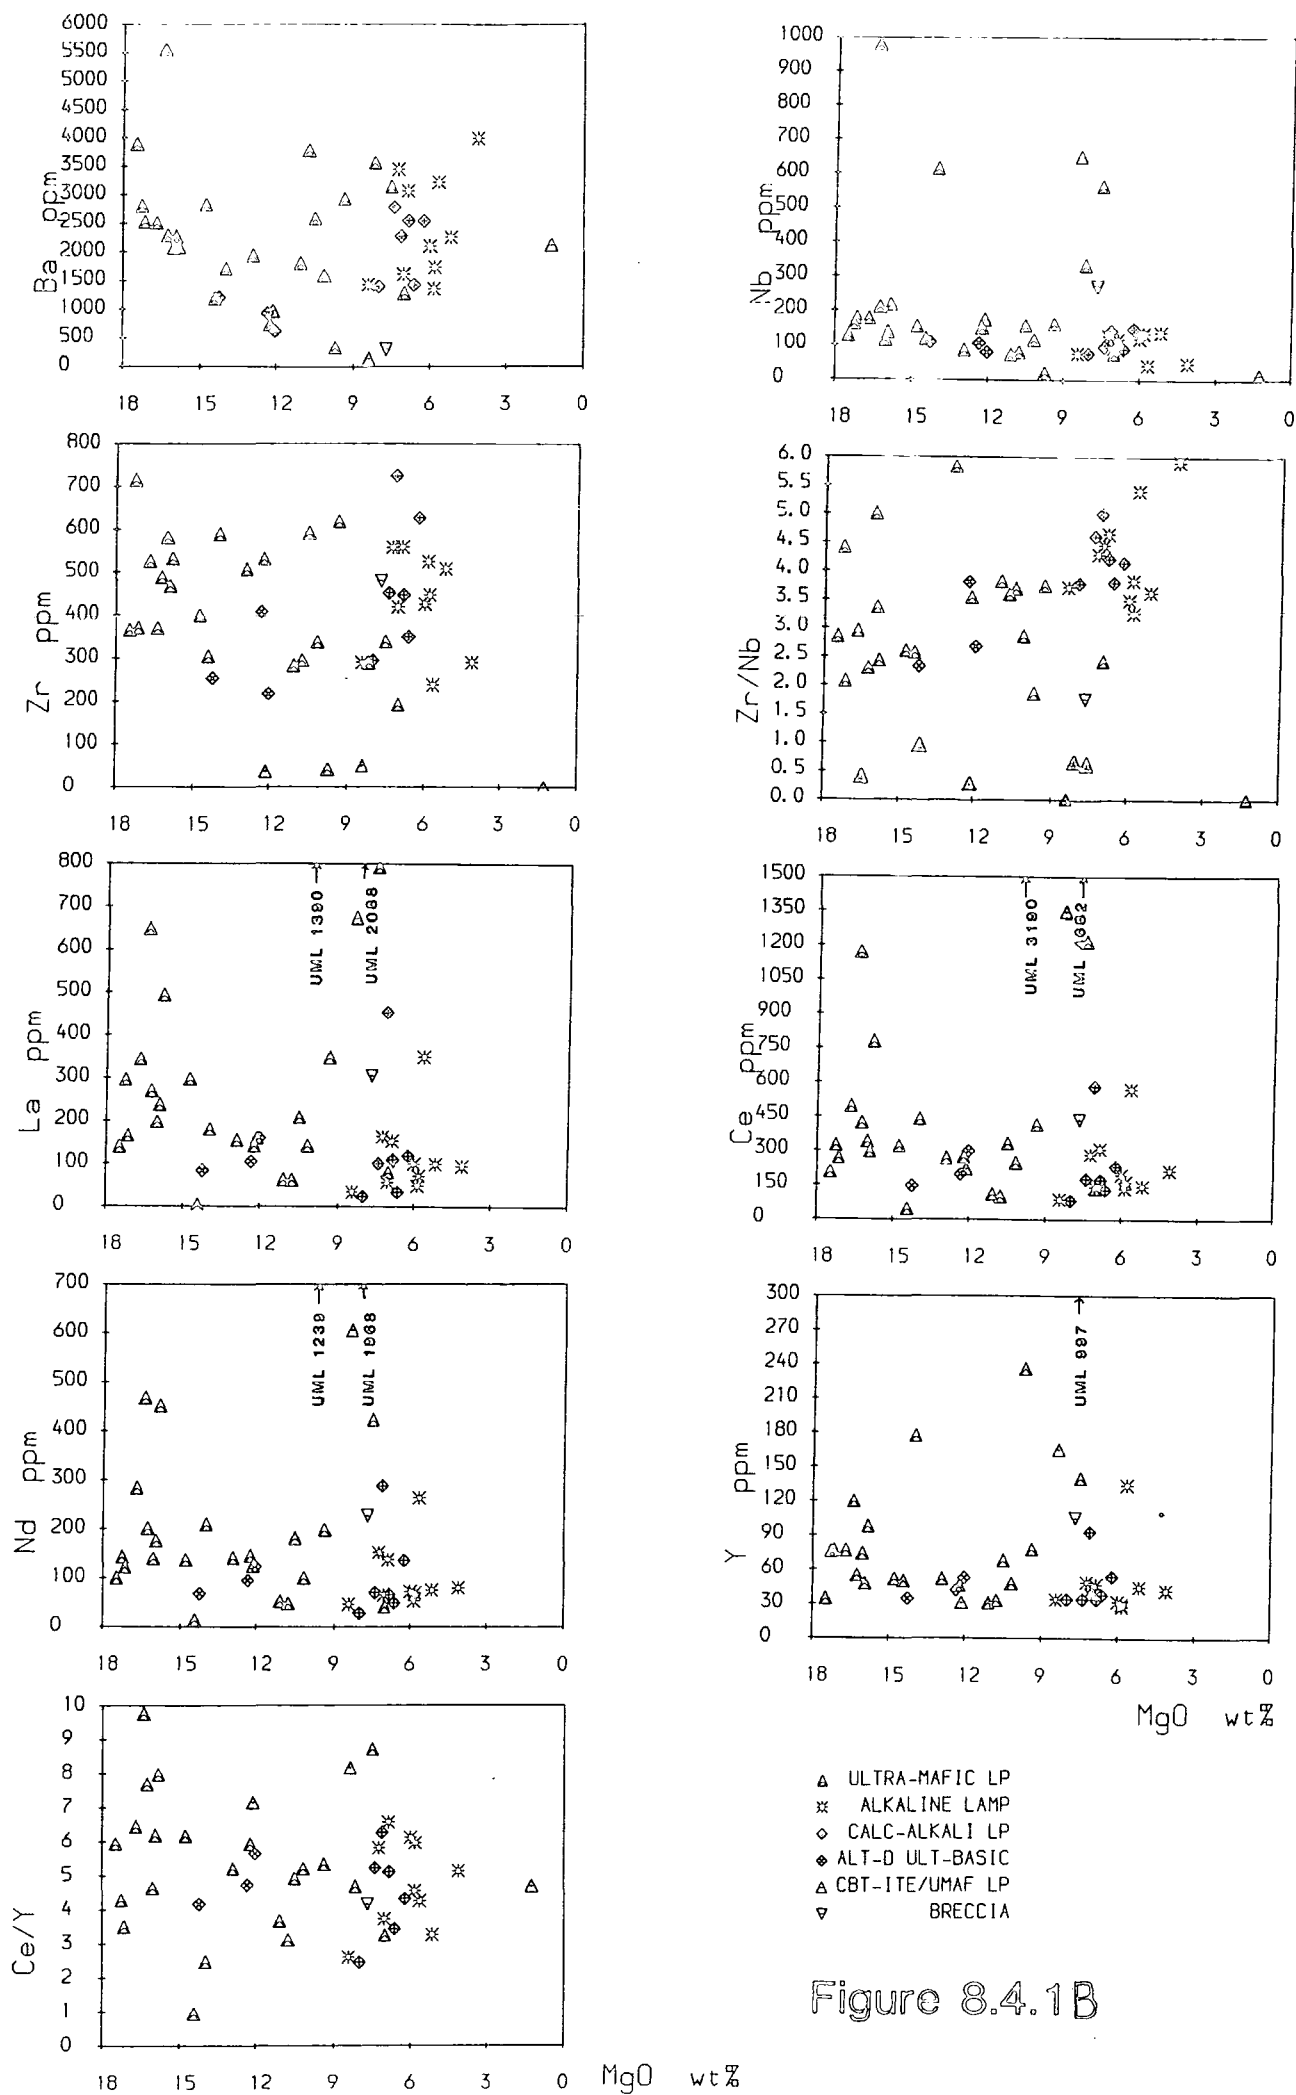 6000
5500
5000
4500
4000
3500
3000
2500
2000
1500
1000
500
0
Ba ppm
18 15 12 9 6 3 0
1000
900
800
700
600
500
400
300
200
100
0
Nb ppm
18 15 12 9 6 3 0
800
700
600
500
400
300
200
100
0
Zr ppm
18 15 12 9 6 3 0
6.0
5.5
5.0
4.5
4.0
3.5
3.0
2.5
2.0
1.5
1.0
0.5
0.0
Zr/Nb
18 15 12 9 6 3 0
800
700
600
500
400
300
200
100
0
La ppm
UML 1390
UML 2088
18 15 12 9 6 3 0
1500
1350
1200
1050
900
750
600
450
300
150
0
Ce ppm
UML 3190
UML
18 15 12 9 6 3 0
700
600
500
400
300
200
100
0
Nd ppm
UML 1239
UML 1968
18 15 12 9 6 3 0
300
270
240
210
180
150
120
90
60
30
0
Y ppm
UML 997
18 15 12 9 6 3 0
MgO wt%
10
9
8
7
6
5
4
3
2
1
0
Ce/Y
18 15 12 9 6 3 0
MgO wt%
ULTRA-MAFIC LP
ALKALINE LAMP
CALC-ALKALI LP
ALT-D ULT-BASIC
CBT-ITE/UMAF LP
BRECCIA
Figure 8.4.1B